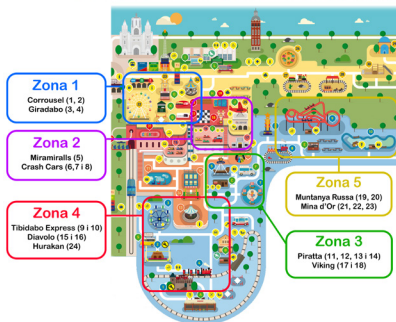 Zona 1
Corrousel (1, 2)
Giradabo (3, 4)
Zona 2
Miramiralls (5)
Crash Cars (6,7 i 8)
Zona 4
Tibidabo Express (9 i 10)
Diavolo (15 i 16)
Hurakan (24)
Zona 5
Muntanya Russa (19, 20)
Mina d'Or (21, 22, 23)
Zona 3
Piratta (11, 12, 13 i 14)
Viking (17 i 18)